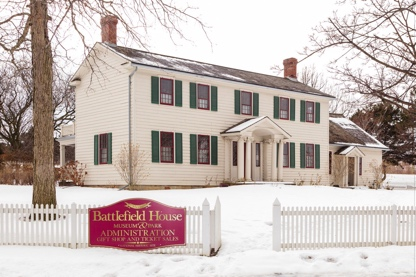 Battlefield House
MUSEUM & PARK
ADMINISTRATION
GIFT SHOP AND TICKET SALES